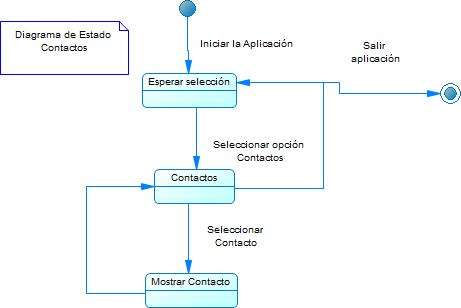 Diagrama de Estado
Contactos
Iniciar la Aplicación
Salir
aplicación
Esperar selección
Seleccionar opción
Contactos
Contactos
Seleccionar
Contacto
Mostrar Contacto